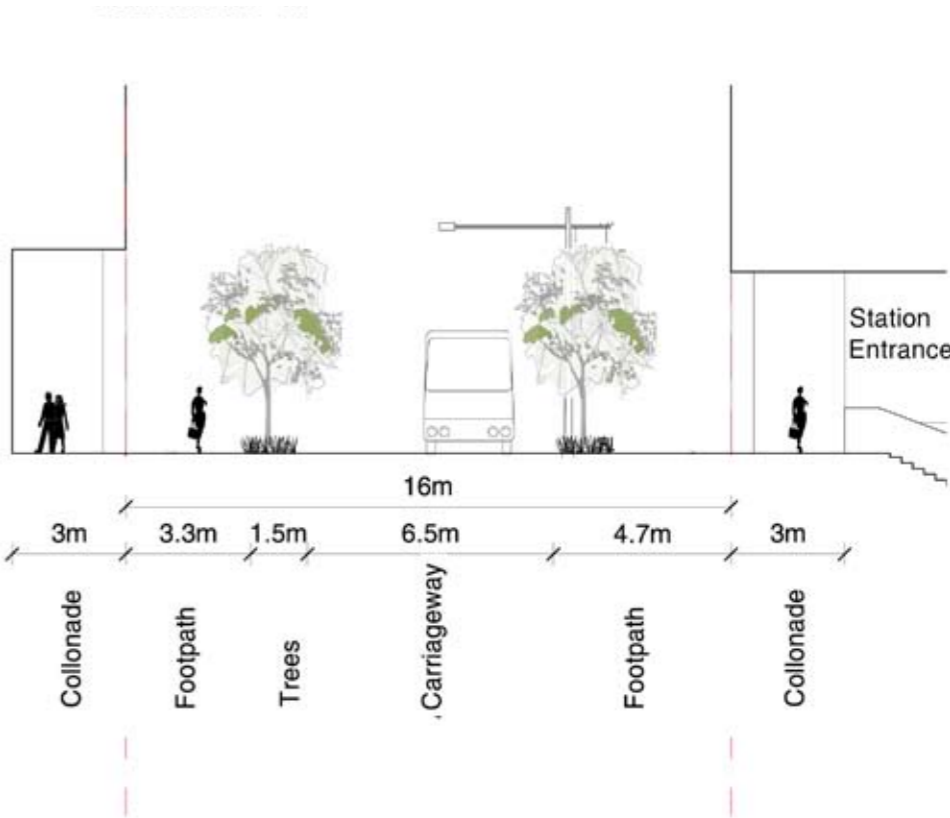 Station
Entrance
16m
3m 3.3m 1.5m 6.5m 4.7m 3m
Collonade
Footpath
Trees
Carriageway
Footpath
Collonade